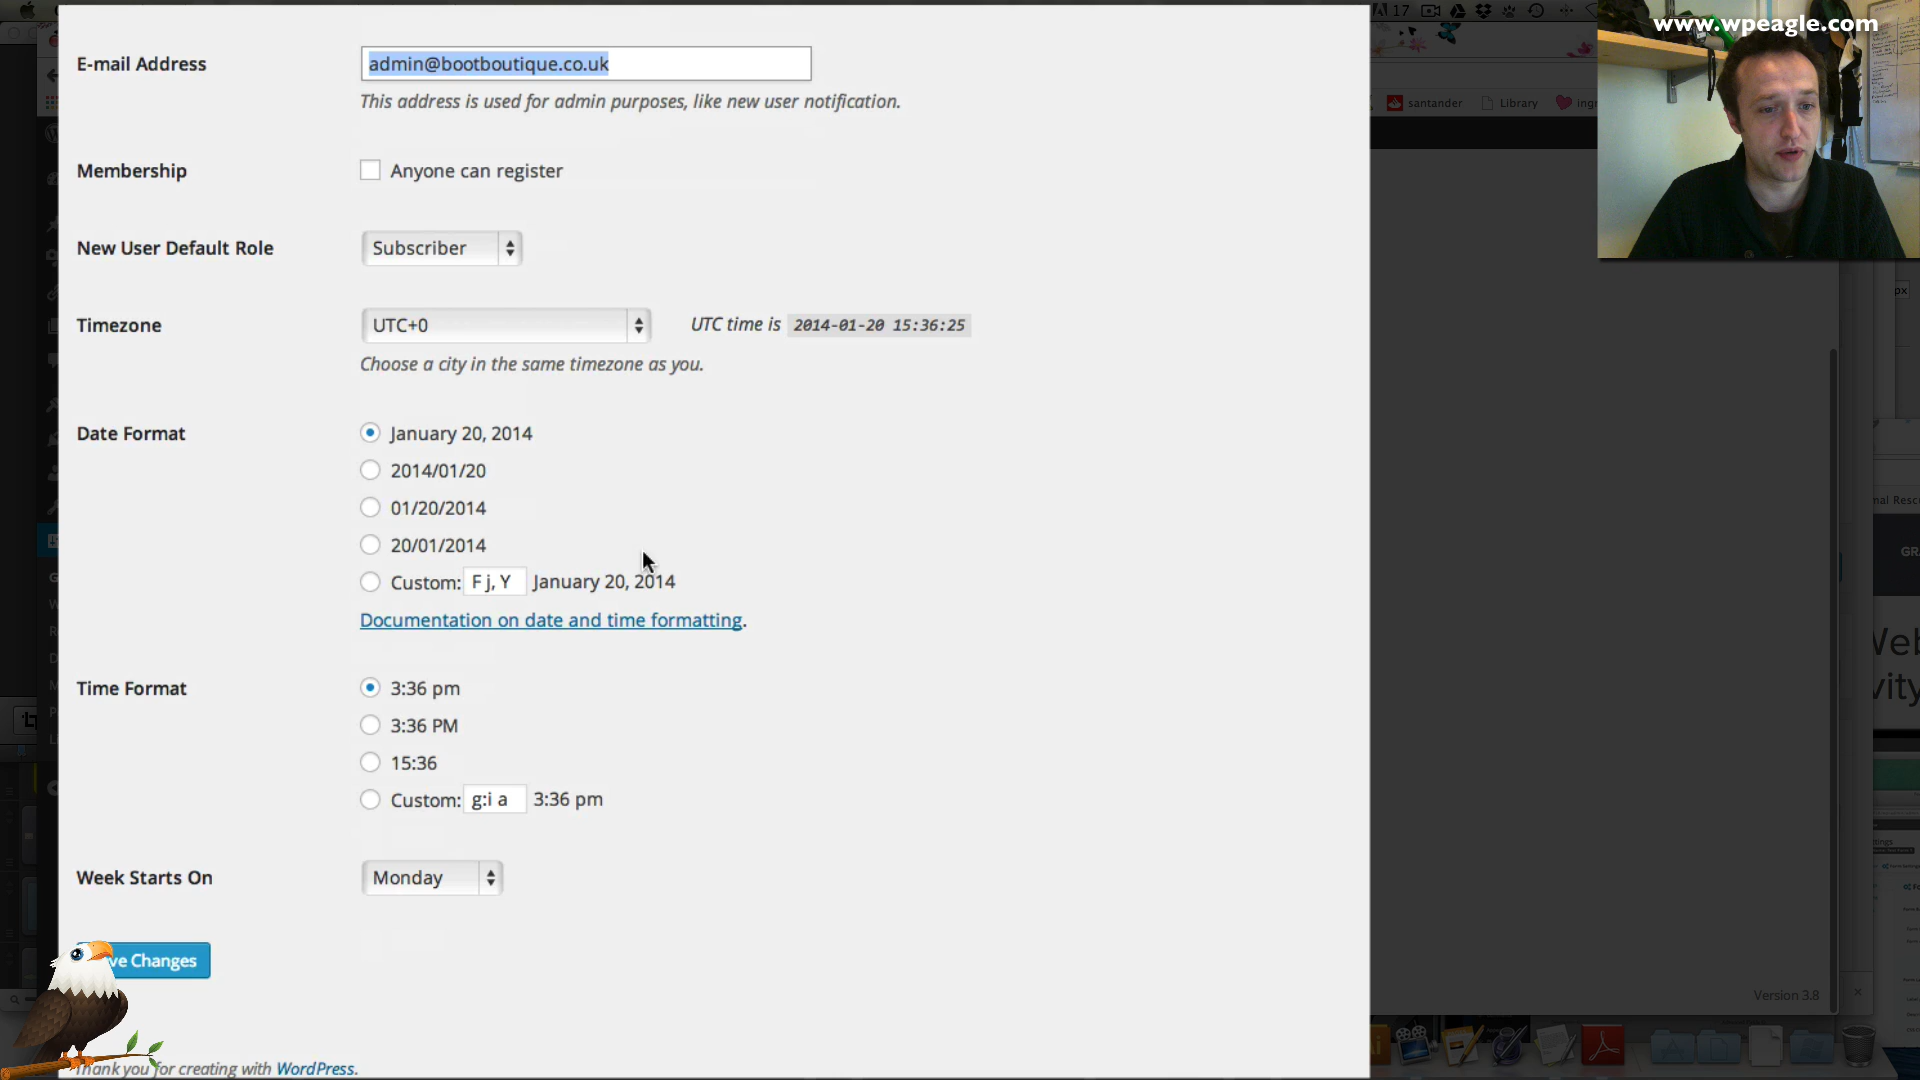 17
www.wpeagle.com
E-mail Address
admin@bootboutique.co.uk
This address is used for admin purposes, like new user notification.
santander
Library
Membership
Anyone can register
New User Default Role
Subscriber
Timezone
UTC+0
UTC time is 2014-01-20 15:36:25
Choose a city in the same timezone as you.
Date Format
January 20, 2014
2014/01/20
01/20/2014
20/01/2014
Custom: F j, Y January 20, 2014
Documentation on date and time formatting.
Time Format
3:36 pm
3:36 PM
15:36
Custom: g:i a 3:36 pm
Week Starts On
Monday
Changes
Version 3.8
Thank you for creating with WordPress.